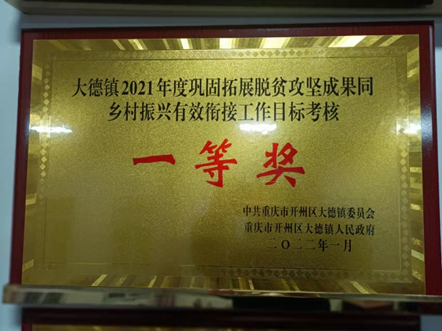 大德镇2021年度巩固拓展脱贫攻坚成果同
乡村振兴有效衔接工作目标考核
一等奖
中共重庆市开州区大德镇委员会
重庆市开州区大德镇人民政府
二〇二二年一月